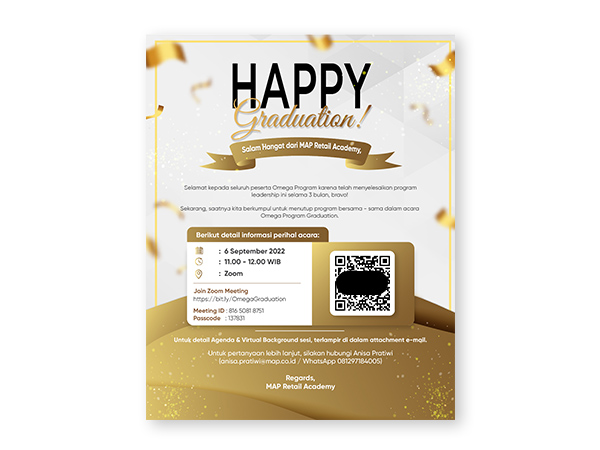 HAPPY
Graduation!
Salam Hangat dari MAP Retail Academy,
Selamat kepada seluruh peserta Omega Program karena telah menyelesaikan program
leadership ini selama 3 bulan, bravo!
Sekarang, saatnya kita berkumpul untuk menutup program bersama - sama dalam acara
Omega Program Graduation.
Berikut detail informasi perihal acara:
: 6 September 2022
: 11.00 - 12.00 WIB
: Zoom
Join Zoom Meeting
https://bit.ly/OmegaGraduation
Meeting ID : 816 5081 8751
Passcode : 137831
Untuk detail Agenda & Virtual Background sesi, terlampir di dalam attachment e-mail.
Untuk pertanyaan lebih lanjut, silakan hubungi Anisa Pratiwi
(anisa.pratiwi@map.co.id / WhatsApp 081297184005)
Regards,
MAP Retail Academy